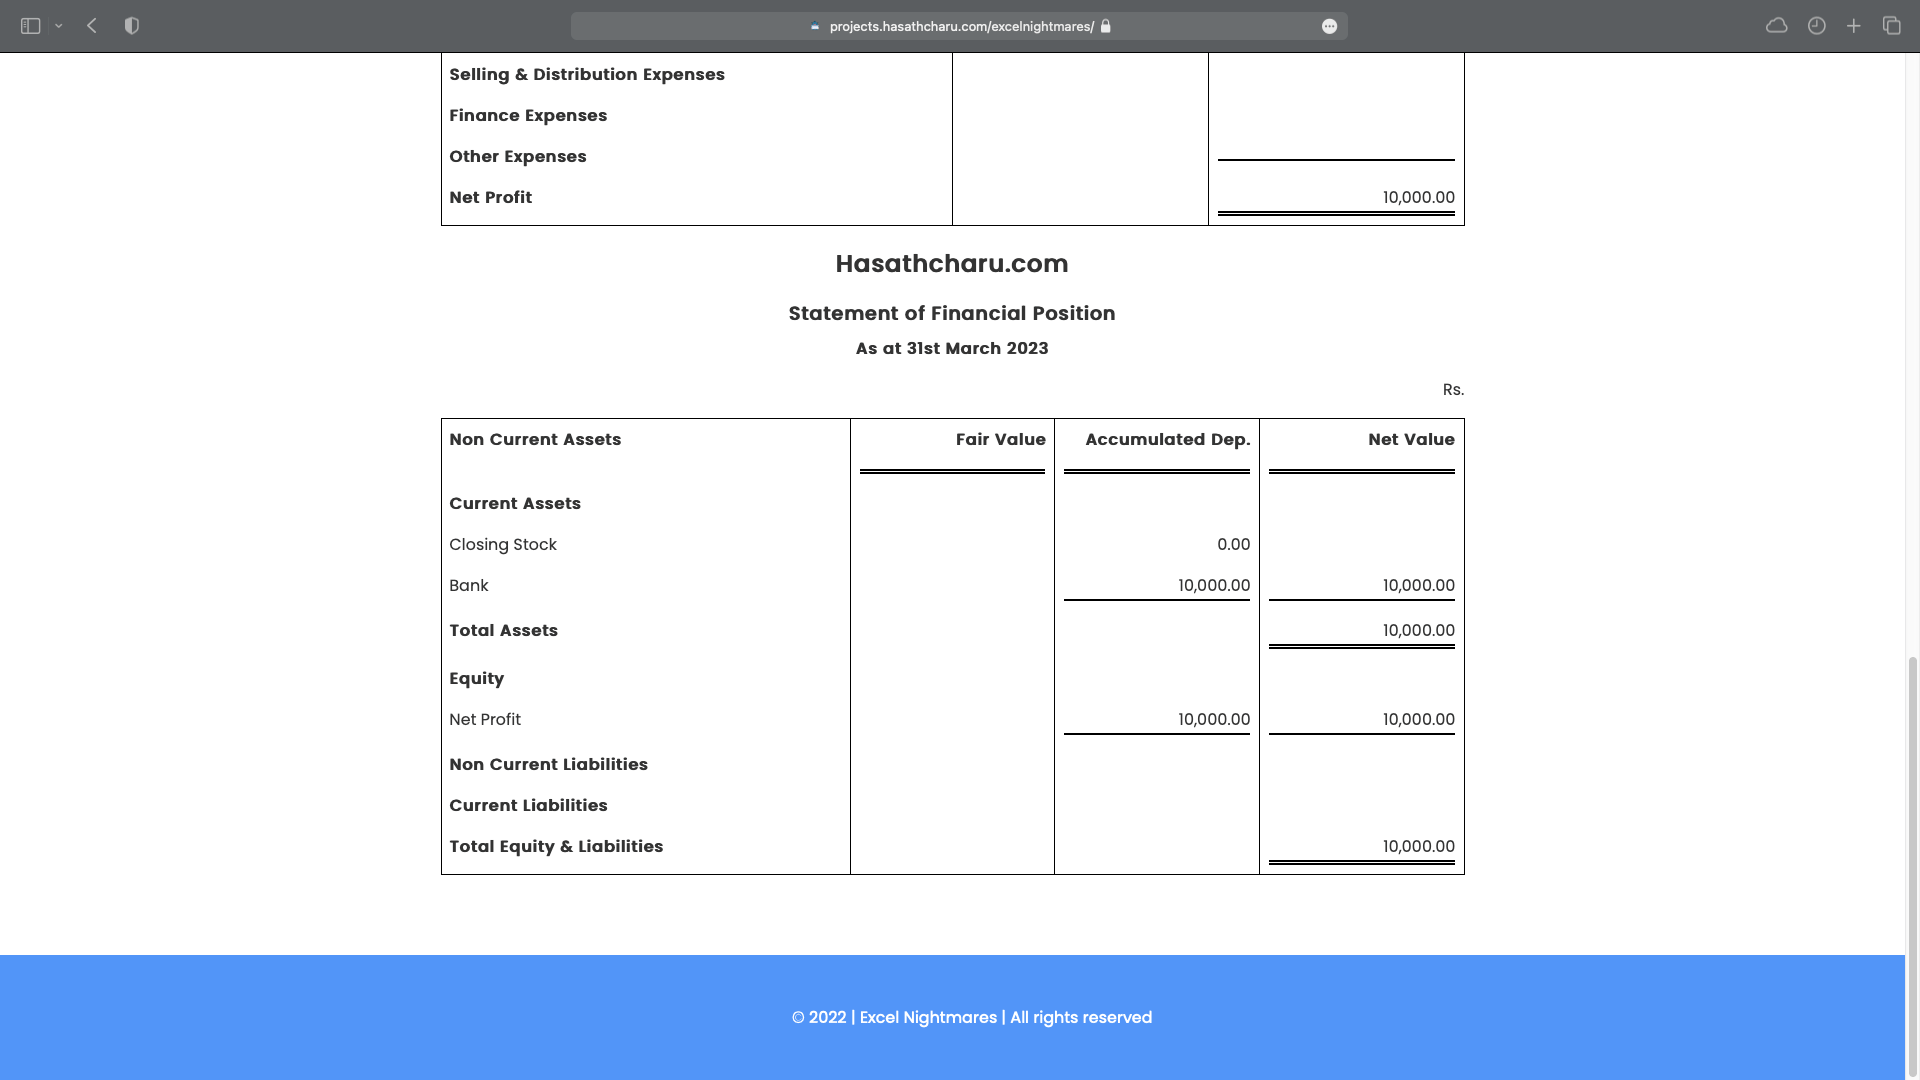 projects.hasathcharu.com/excelnightmares/
Selling & Distribution Expenses
Finance Expenses
Other Expenses
Net Profit 10,000.00
Hasathcharu.com
Statement of Financial Position
As at 31st March 2023
Rs.
Non Current Assets Fair Value Accumulated Dep. Net Value
Current Assets
Closing Stock 0.00
Bank 10,000.00 10,000.00
Total Assets 10,000.00
Equity
Net Profit 10,000.00 10,000.00
Non Current Liabilities
Current Liabilities
Total Equity & Liabilities 10,000.00
© 2022 | Excel Nightmares | All rights reserved